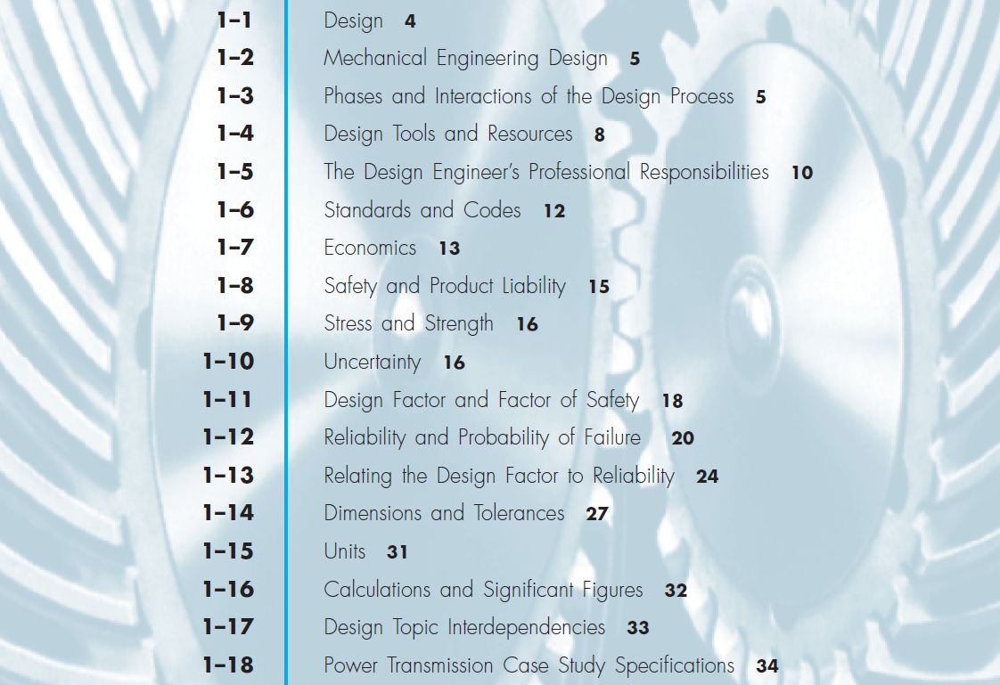 1–1 Design 4
1–2 Mechanical Engineering Design 5
1–3 Phases and Interactions of the Design Process 5
1–4 Design Tools and Resources 8
1–5 The Design Engineer's Professional Responsibilities 10
1–6 Standards and Codes 12
1–7 Economics 13
1–8 Safety and Product Liability 15
1–9 Stress and Strength 16
1–10 Uncertainty 16
1–11 Design Factor and Factor of Safety 18
1–12 Reliability and Probability of Failure 20
1–13 Relating the Design Factor to Reliability 24
1–14 Dimensions and Tolerances 27
1–15 Units 31
1–16 Calculations and Significant Figures 32
1–17 Design Topic Interdependencies 33
1–18 Power Transmission Case Study Specifications 34